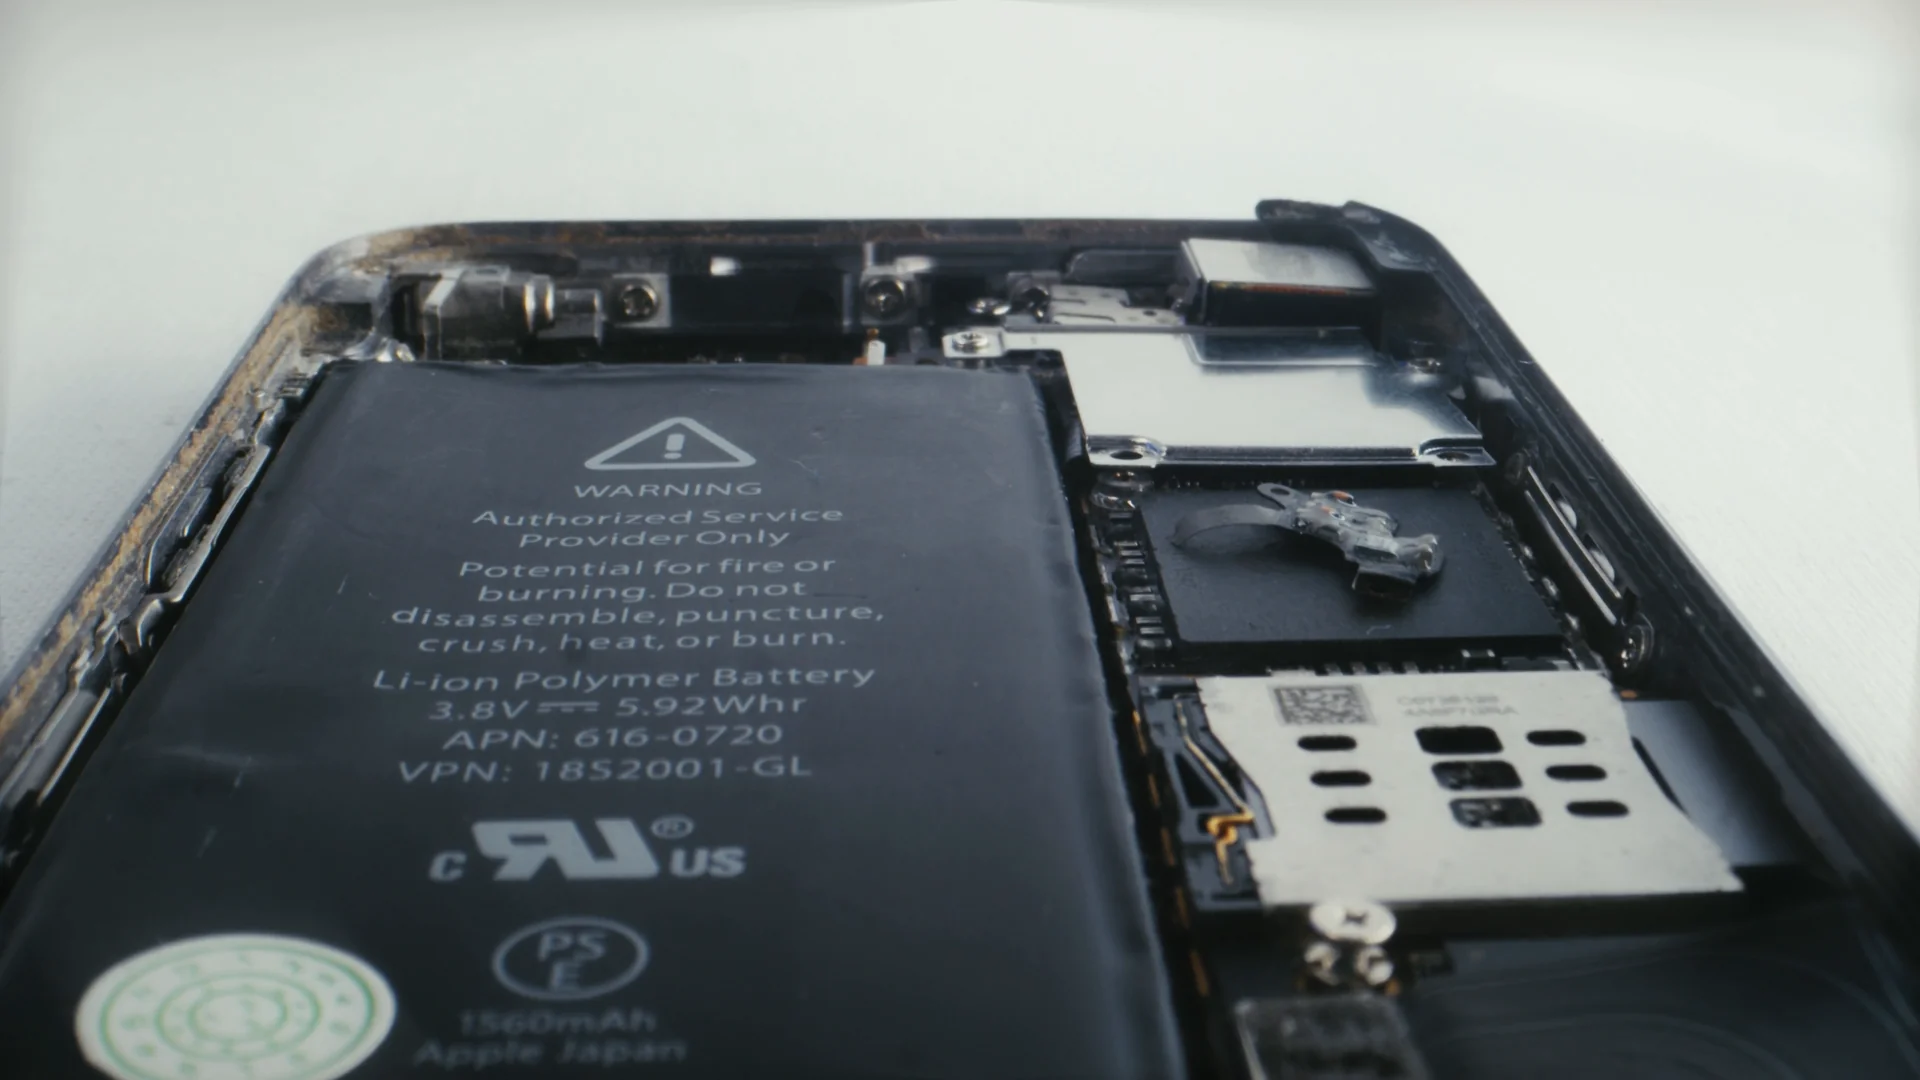 WARNING
Authorized Service
Provider Only
Potential for fire or
burning. Do not
disassemble, puncture,
crush, heat, or burn.
Li-ion Polymer Battery
3.8V ⎓ 5.92Whr
APN: 616-0720
VPN: 1852001-GL
C RU ® US
PS
E
1560mAh
Apple Japan